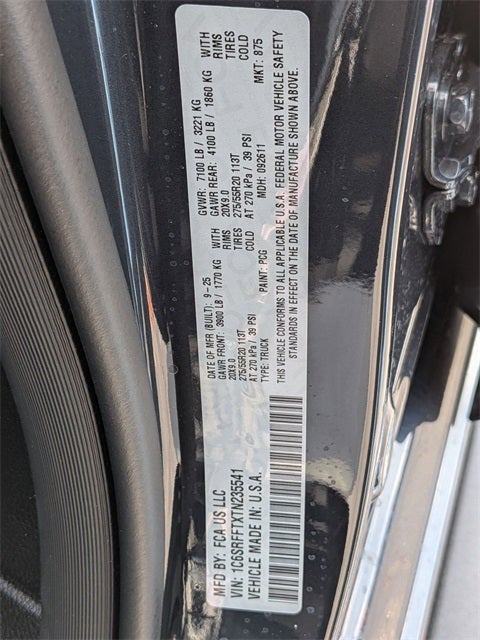 MFD BY: FCA US LLC
VIN: 1C6SRFFTXTN235541
VEHICLE MADE IN: U.S.A.
DATE OF MFR (BUILT): 9-25 GVWR: 7100 LB / 3221 KG
GAWR FRONT: 3900 LB / 1770 KG WITH GAWR REAR: 4100 LB / 1860 KG WITH
20X9.0 RIMS 20X9.0 RIMS
275/55R20 113T TIRES 275/55R20 113T TIRES
AT 270 kPa / 39 PSI COLD AT 270 kPa / 39 PSI COLD
TYPE: TRUCK PAINT: PCG MDH: 092611 MKT: 875
THIS VEHICLE CONFORMS TO ALL APPLICABLE U.S.A. FEDERAL MOTOR VEHICLE SAFETY
STANDARDS IN EFFECT ON THE DATE OF MANUFACTURE SHOWN ABOVE.